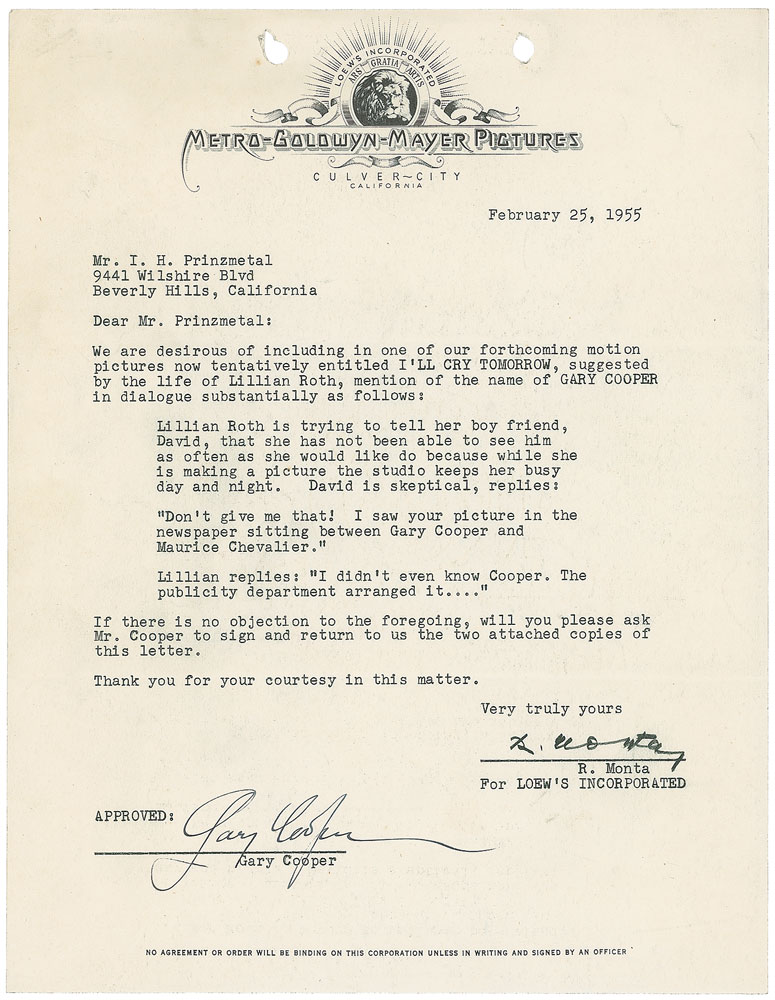 LOEW'S INCORPORATED
ARS GRATIA ARTIS
METRO-GOLDWYN-MAYER PICTURES
CULVER~CITY
CALIFORNIA
February 25, 1955
Mr. I. H. Prinzmetal
9441 Wilshire Blvd
Beverly Hills, California
Dear Mr. Prinzmetal:
We are desirous of including in one of our forthcoming motion
pictures now tentatively entitled I'LL CRY TOMORROW, suggested
by the life of Lillian Roth, mention of the name of GARY COOPER
in dialogue substantially as follows:
Lillian Roth is trying to tell her boy friend,
David, that she has not been able to see him
as often as she would like do because while she
is making a picture the studio keeps her busy
day and night.  David is skeptical, replies:
"Don't give me that!  I saw your picture in the
newspaper sitting between Gary Cooper and
Maurice Chevalier."
Lillian replies: "I didn't even know Cooper. The
publicity department arranged it...."
If there is no objection to the foregoing, will you please ask
Mr. Cooper to sign and return to us the two attached copies of
this letter.
Thank you for your courtesy in this matter.
Very truly yours
R. Monta
R. Monta
For LOEW'S INCORPORATED
APPROVED: Gary Cooper
Gary Cooper
NO AGREEMENT OR ORDER WILL BE BINDING ON THIS CORPORATION UNLESS IN WRITING AND SIGNED BY AN OFFICER